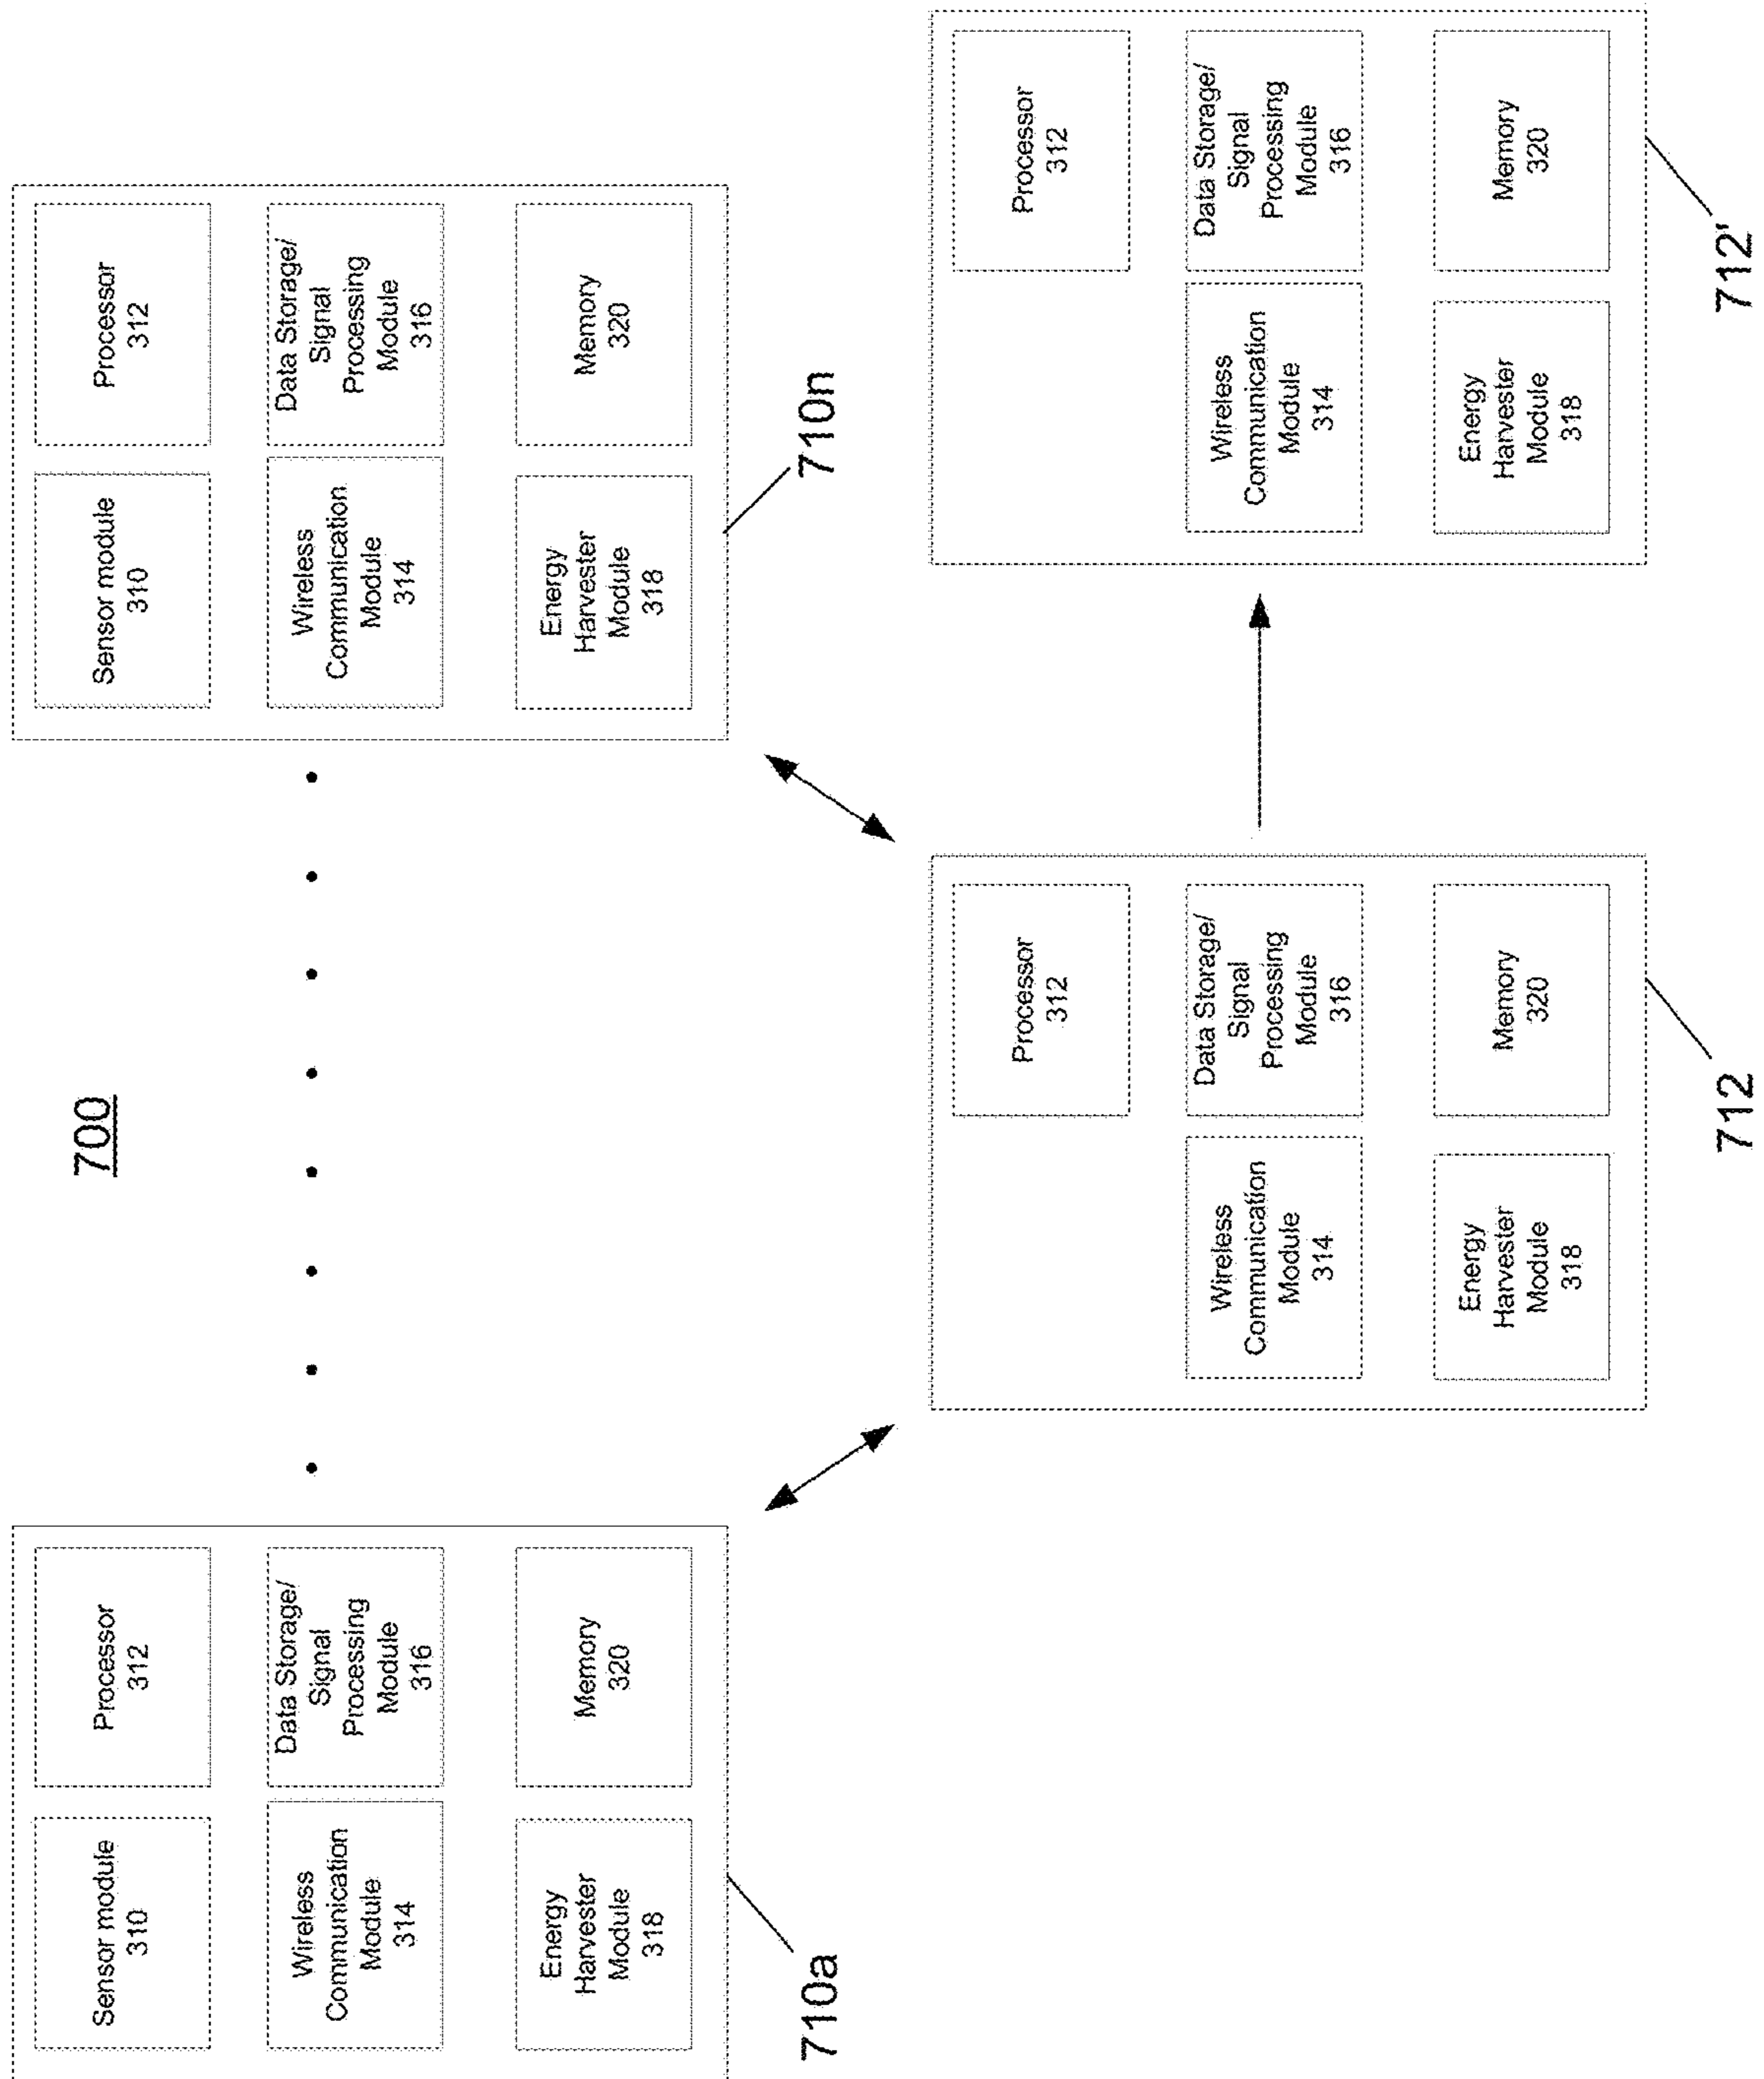 700
Sensor module
310
Processor
312
Wireless
Communication
Module
314
Data Storage/
Signal
Processing
Module
316
Energy
Harvester
Module
318
Memory
320
710a
Sensor module
310
Processor
312
Wireless
Communication
Module
314
Data Storage/
Signal
Processing
Module
316
Energy
Harvester
Module
318
Memory
320
710n
Processor
312
Wireless
Communication
Module
314
Data Storage/
Signal
Processing
Module
316
Energy
Harvester
Module
318
Memory
320
712
Processor
312
Wireless
Communication
Module
314
Data Storage/
Signal
Processing
Module
316
Energy
Harvester
Module
318
Memory
320
712'